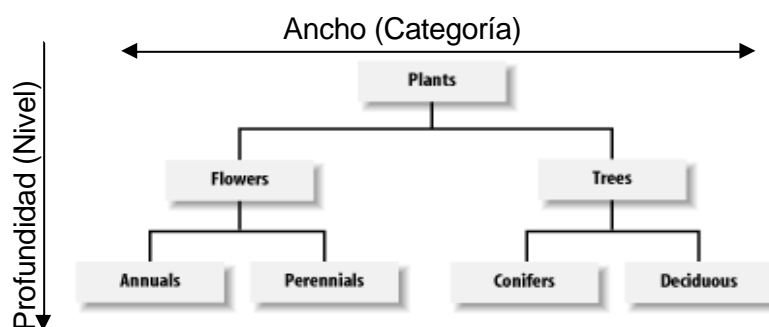 Ancho (Categoría)
Profundidad (Nivel)
Plants
Flowers
Trees
Annuals
Perennials
Conifers
Deciduous